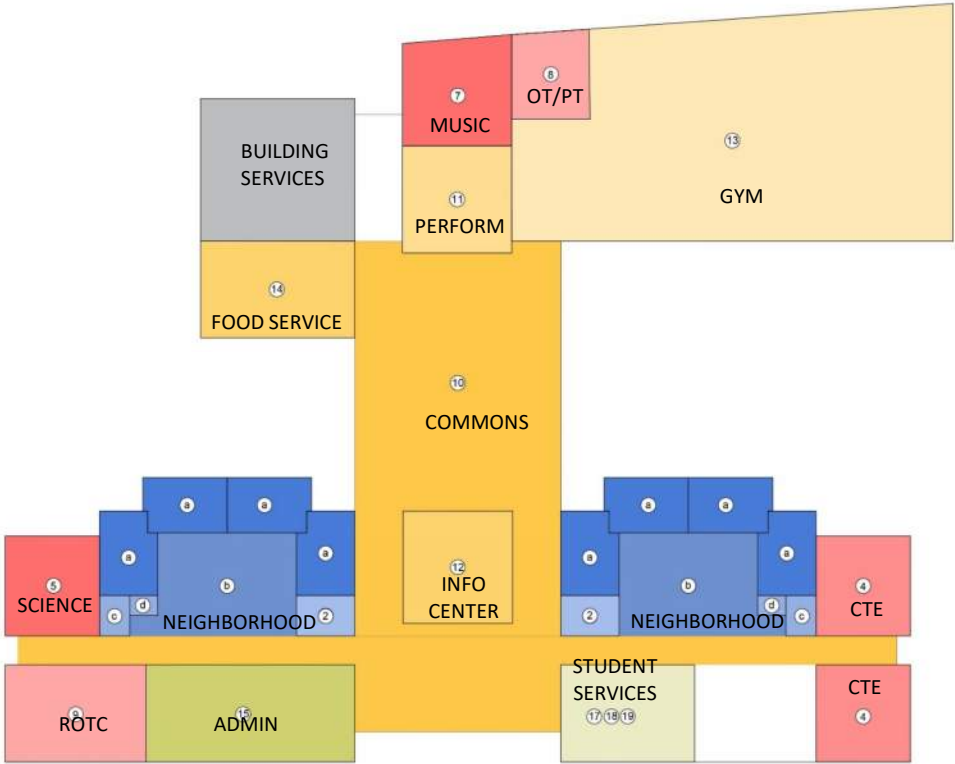 8
OT/PT
7
MUSIC
13
GYM
BUILDING
SERVICES
11
PERFORM
14
FOOD SERVICE
10
COMMONS
a
a
a
a
b
c
d
2
NEIGHBORHOOD
5
SCIENCE
12
INFO
CENTER
a
a
a
a
b
2
d
c
NEIGHBORHOOD
4
CTE
9
ROTC
15
ADMIN
STUDENT
SERVICES
17 18 19
CTE
4